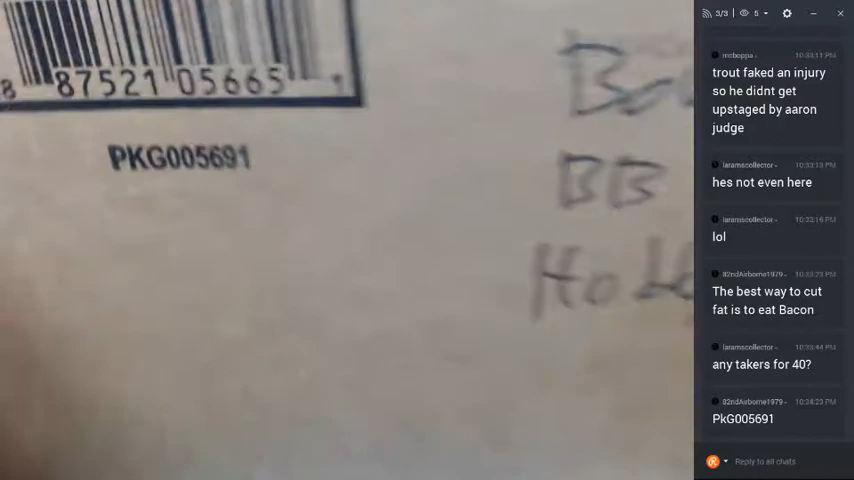 8 87521 05665 1
PKG005691
BB
3/3
5
mcboppa - 10:33:11 PM
trout faked an injury
so he didnt get
upstaged by aaron
judge
laramscollector - 10:33:13 PM
hes not even here
laramscollector - 10:33:16 PM
lol
82ndAirborne1979 - 10:33:23 PM
The best way to cut
fat is to eat Bacon
laramscollector - 10:33:44 PM
any takers for 40?
82ndAirborne1979 - 10:34:23 PM
PkG005691
Reply to all chats